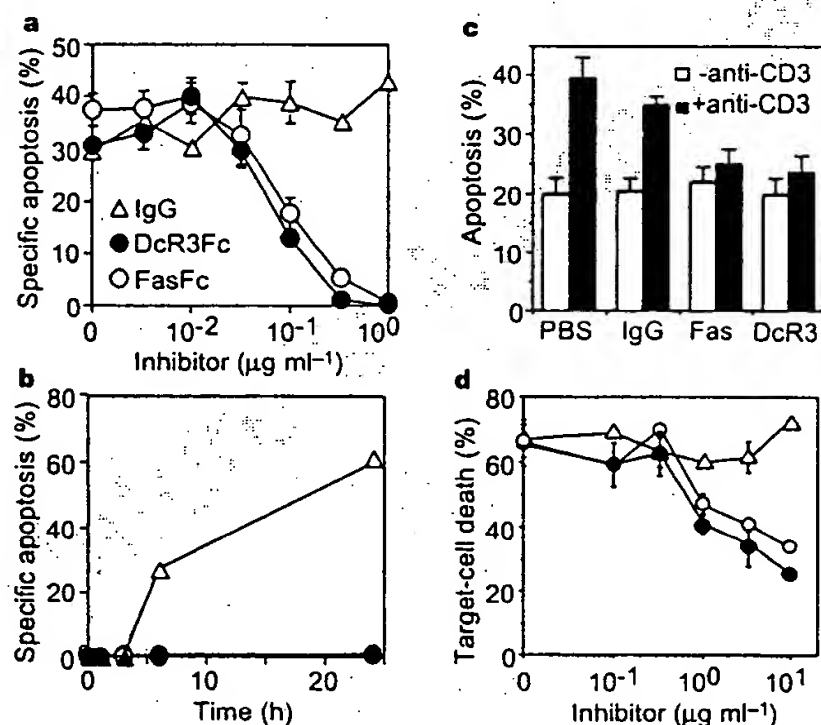 a
Specific apoptosis (%)
50
40
30
20
10
0
IgG
DcR3Fc
FasFc
0 10-2 10-1 100
Inhibitor (µg ml–1)
b
Specific apoptosis (%)
80
60
40
20
0
0 10 20
Time (h)
c
Apoptosis (%)
40
30
20
10
0
-anti-CD3
+anti-CD3
PBS IgG Fas DcR3
d
Target-cell death (%)
80
60
40
20
0
0 10-1 100 101
Inhibitor (µg ml–1)